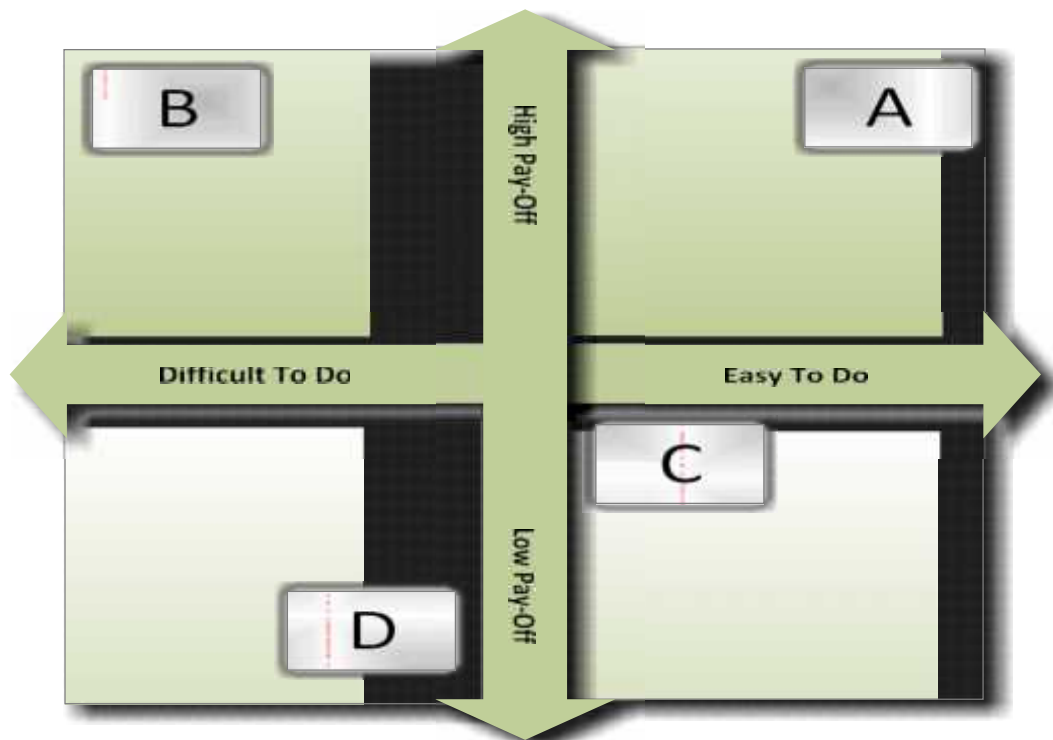 B
A
High Pay-Off
Difficult To Do
Easy To Do
C
Low Pay-Off
D